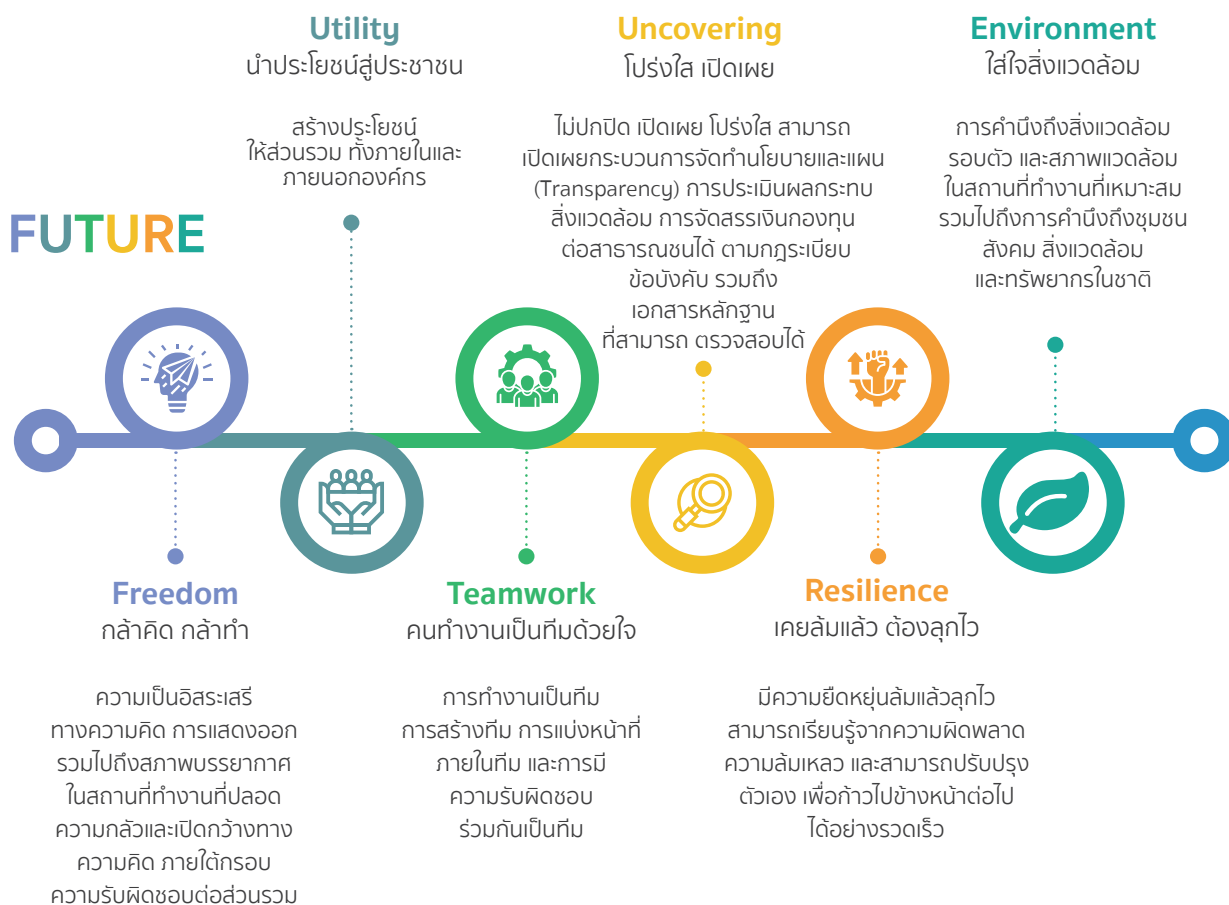 FUTURE
Freedom
กล้าคิด กล้าทำ
ความเป็นอิสระเสรี
ทางความคิด การแสดงออก
รวมไปถึงสภาพบรรยากาศ
ในสถานที่ทำงานที่ปลอด
ความกลัวและเปิดกว้างทาง
ความคิด ภายใต้กรอบ
ความรับผิดชอบต่อส่วนรวม
Utility
นำประโยชน์สู่ประชาชน
สร้างประโยชน์
ให้ส่วนรวม ทั้งภายในและ
ภายนอกองค์กร
Teamwork
คนทำงานเป็นทีมด้วยใจ
การทำงานเป็นทีม
การสร้างทีม การแบ่งหน้าที่
ภายในทีม และการมี
ความรับผิดชอบ
ร่วมกันเป็นทีม
Uncovering
โปร่งใส เปิดเผย
ไม่ปกปิด เปิดเผย โปร่งใส สามารถ
เปิดเผยกระบวนการจัดทำนโยบายและแผน
(Transparency) การประเมินผลกระทบ
สิ่งแวดล้อม การจัดสรรเงินกองทุน
ต่อสาธารณชนได้ ตามกฎระเบียบ
ข้อบังคับ รวมถึง
เอกสารหลักฐาน
ที่สามารถ ตรวจสอบได้
Resilience
เคยล้มแล้ว ต้องลุกไว
มีความยืดหยุ่นล้มแล้วลุกไว
สามารถเรียนรู้จากความผิดพลาด
ความล้มเหลว และสามารถปรับปรุง
ตัวเอง เพื่อก้าวไปข้างหน้าต่อไป
ได้อย่างรวดเร็ว
Environment
ใส่ใจสิ่งแวดล้อม
การคำนึงถึงสิ่งแวดล้อม
รอบตัว และสภาพแวดล้อม
ในสถานที่ทำงานที่เหมาะสม
รวมไปถึงการคำนึงถึงชุมชน
สังคม สิ่งแวดล้อม
และทรัพยากรในชาติ